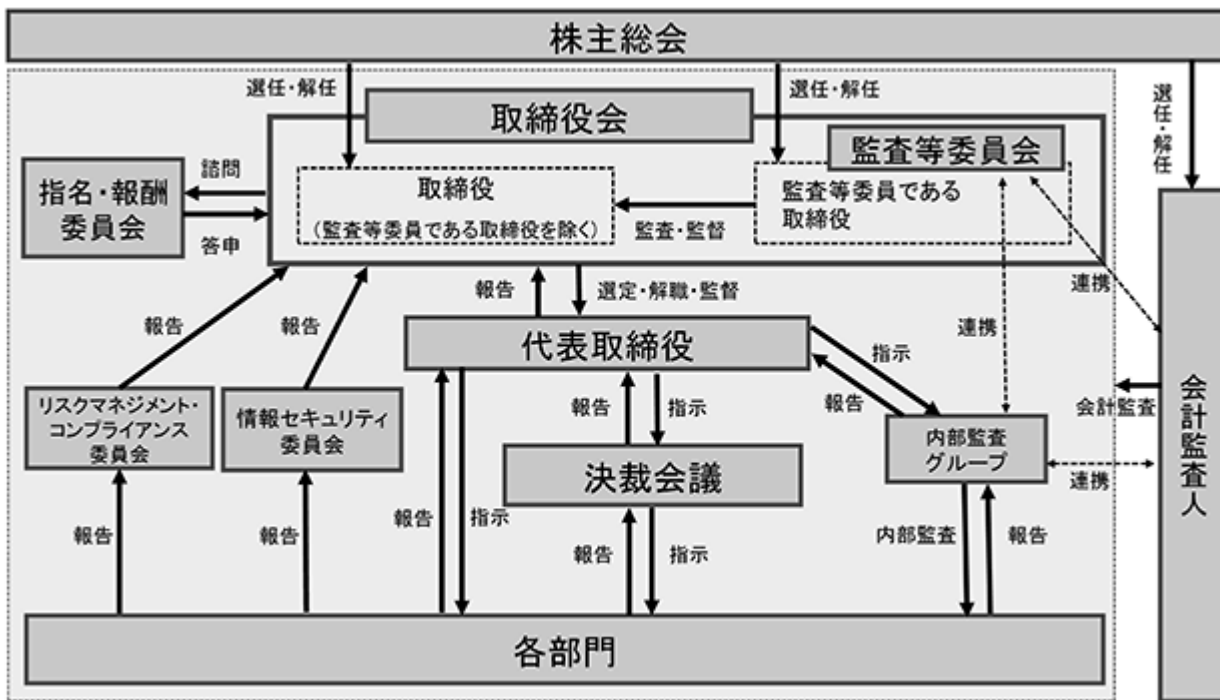 株主総会
選任・解任
選任・解任
選任・解任
取締役会
監査等委員会
指名・報酬
委員会
諮問
答申
取締役
(監査等委員である取締役を除く)
監査・監督
監査等委員である
取締役
報告
選定・解職・監督
連携
連携
報告
報告
代表取締役
指示
報告
会計監査
会計監査人
リスクマネジメント・
コンプライアンス
委員会
情報セキュリティ
委員会
報告
指示
内部監査
グループ
連携
決裁会議
報告
報告
報告
指示
報告
指示
内部監査
報告
各部門